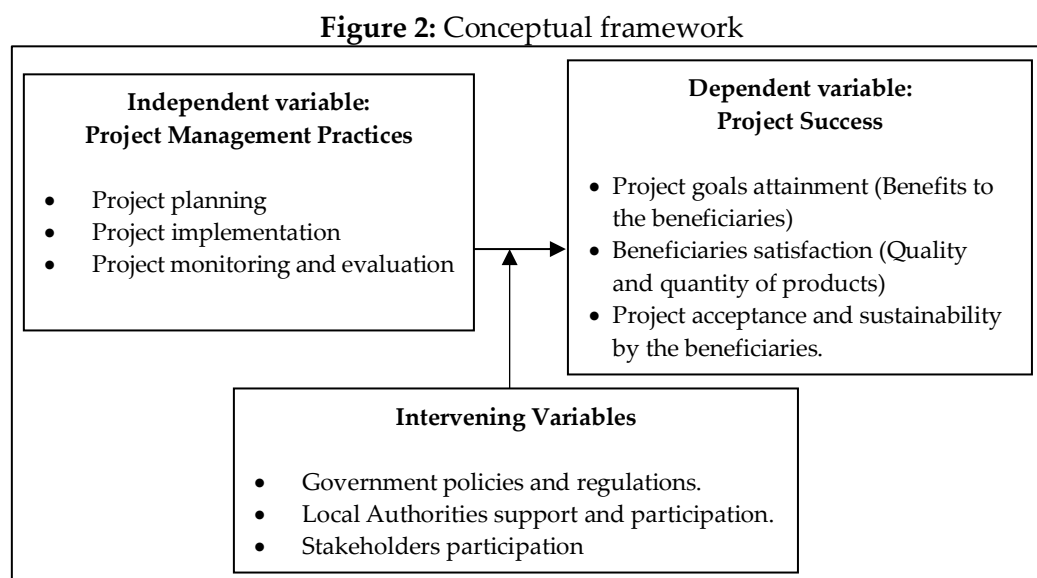 Figure 2: Conceptual framework
Independent variable:
Project Management Practices
• Project planning
• Project implementation
• Project monitoring and evaluation
Dependent variable:
Project Success
• Project goals attainment (Benefits to
the beneficiaries)
• Beneficiaries satisfaction (Quality
and quantity of products)
• Project acceptance and sustainability
by the beneficiaries.
Intervening Variables
• Government policies and regulations.
• Local Authorities support and participation.
• Stakeholders participation